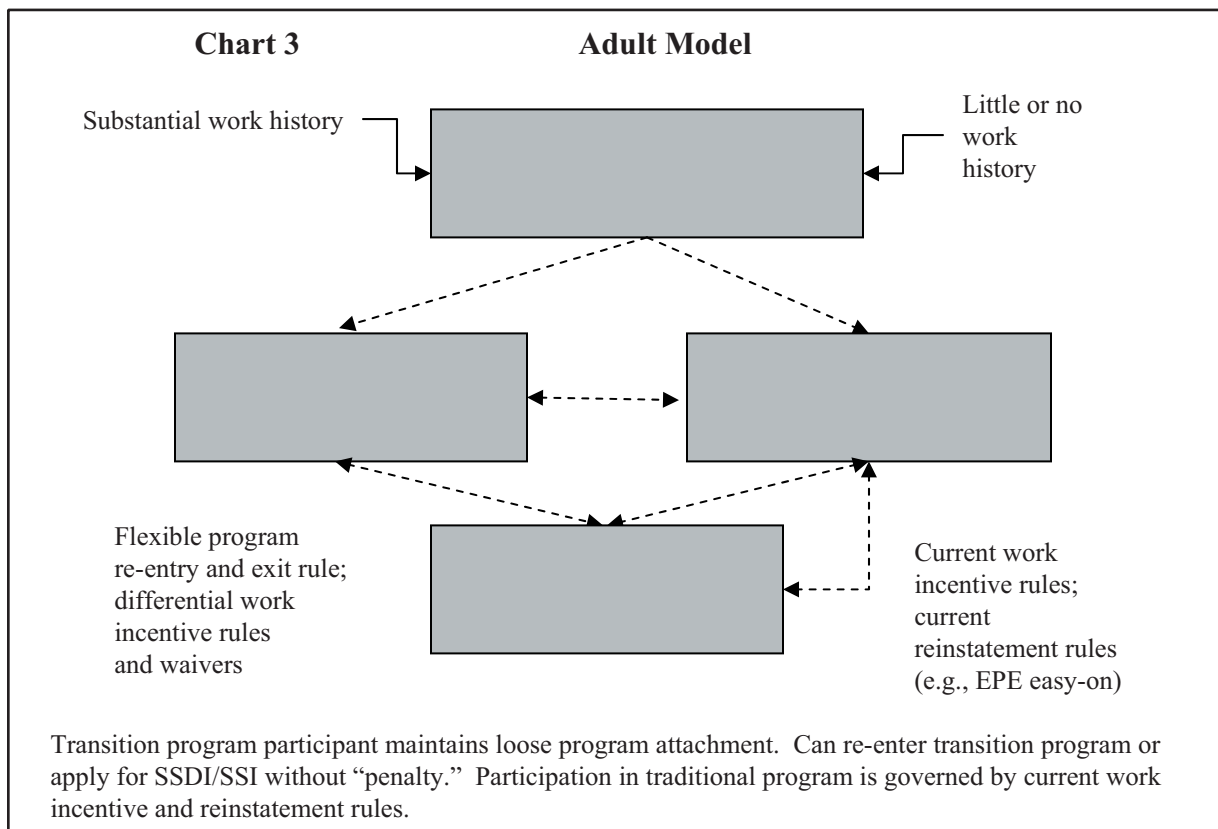 Chart 3
Adult Model
Substantial work history
Little or no
work
history
Flexible program
re-entry and exit rule;
differential work
incentive rules
and waivers
Current work
incentive rules;
current
reinstatement rules
(e.g., EPE easy-on)
Transition program participant maintains loose program attachment.  Can re-enter transition program or
apply for SSDI/SSI without “penalty.”  Participation in traditional program is governed by current work
incentive and reinstatement rules.